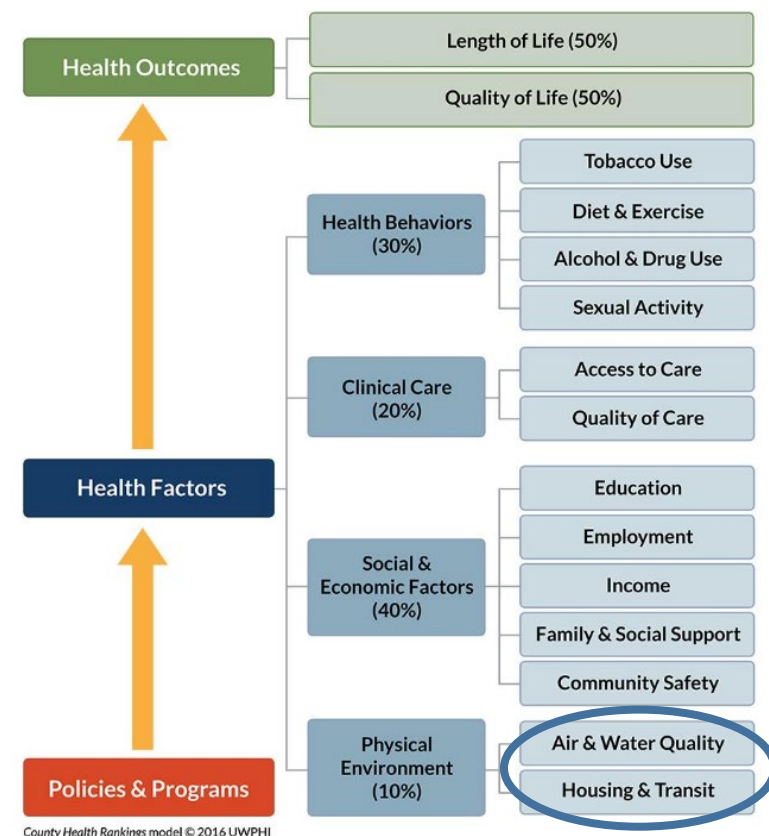 Health Outcomes
Length of Life (50%)
Quality of Life (50%)
Health Factors
Health Behaviors
(30%)
Tobacco Use
Diet & Exercise
Alcohol & Drug Use
Sexual Activity
Clinical Care
(20%)
Access to Care
Quality of Care
Social &
Economic Factors
(40%)
Education
Employment
Income
Family & Social Support
Community Safety
Physical
Environment
(10%)
Air & Water Quality
Housing & Transit
Policies & Programs
County Health Rankings model © 2016 UWPHI